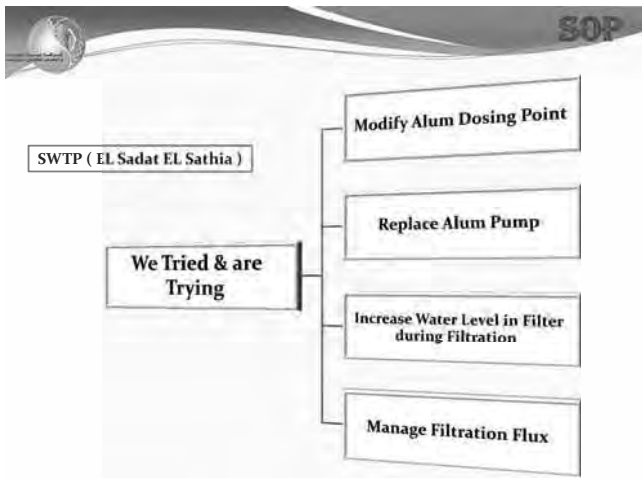 SOP
SWTP ( EL Sadat EL Sathia )
We Tried & are
Trying
Modify Alum Dosing Point
Replace Alum Pump
Increase Water Level in Filter
during Filtration
Manage Filtration Flux